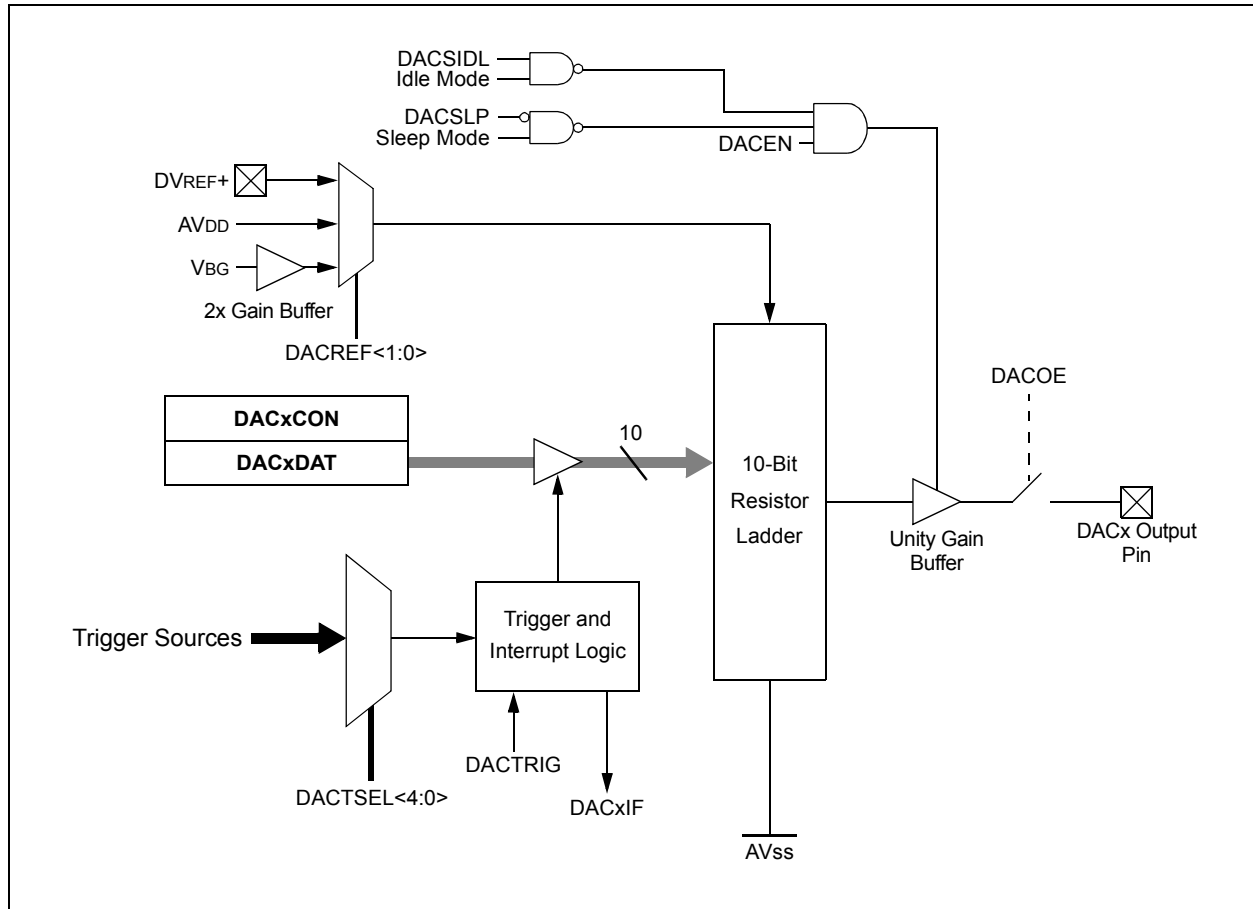 DACSIDL
Idle Mode
DACSLP
Sleep Mode
DACEN
DVREF+
AVDD
VBG
2x Gain Buffer
DACREF<1:0>
DACxCON
DACxDAT
10
10-Bit
Resistor
Ladder
DACOE
Unity Gain
Buffer
DACx Output
Pin
Trigger Sources
Trigger and
Interrupt Logic
DACTRIG
DACTSEL<4:0>
DACxIF
AVss